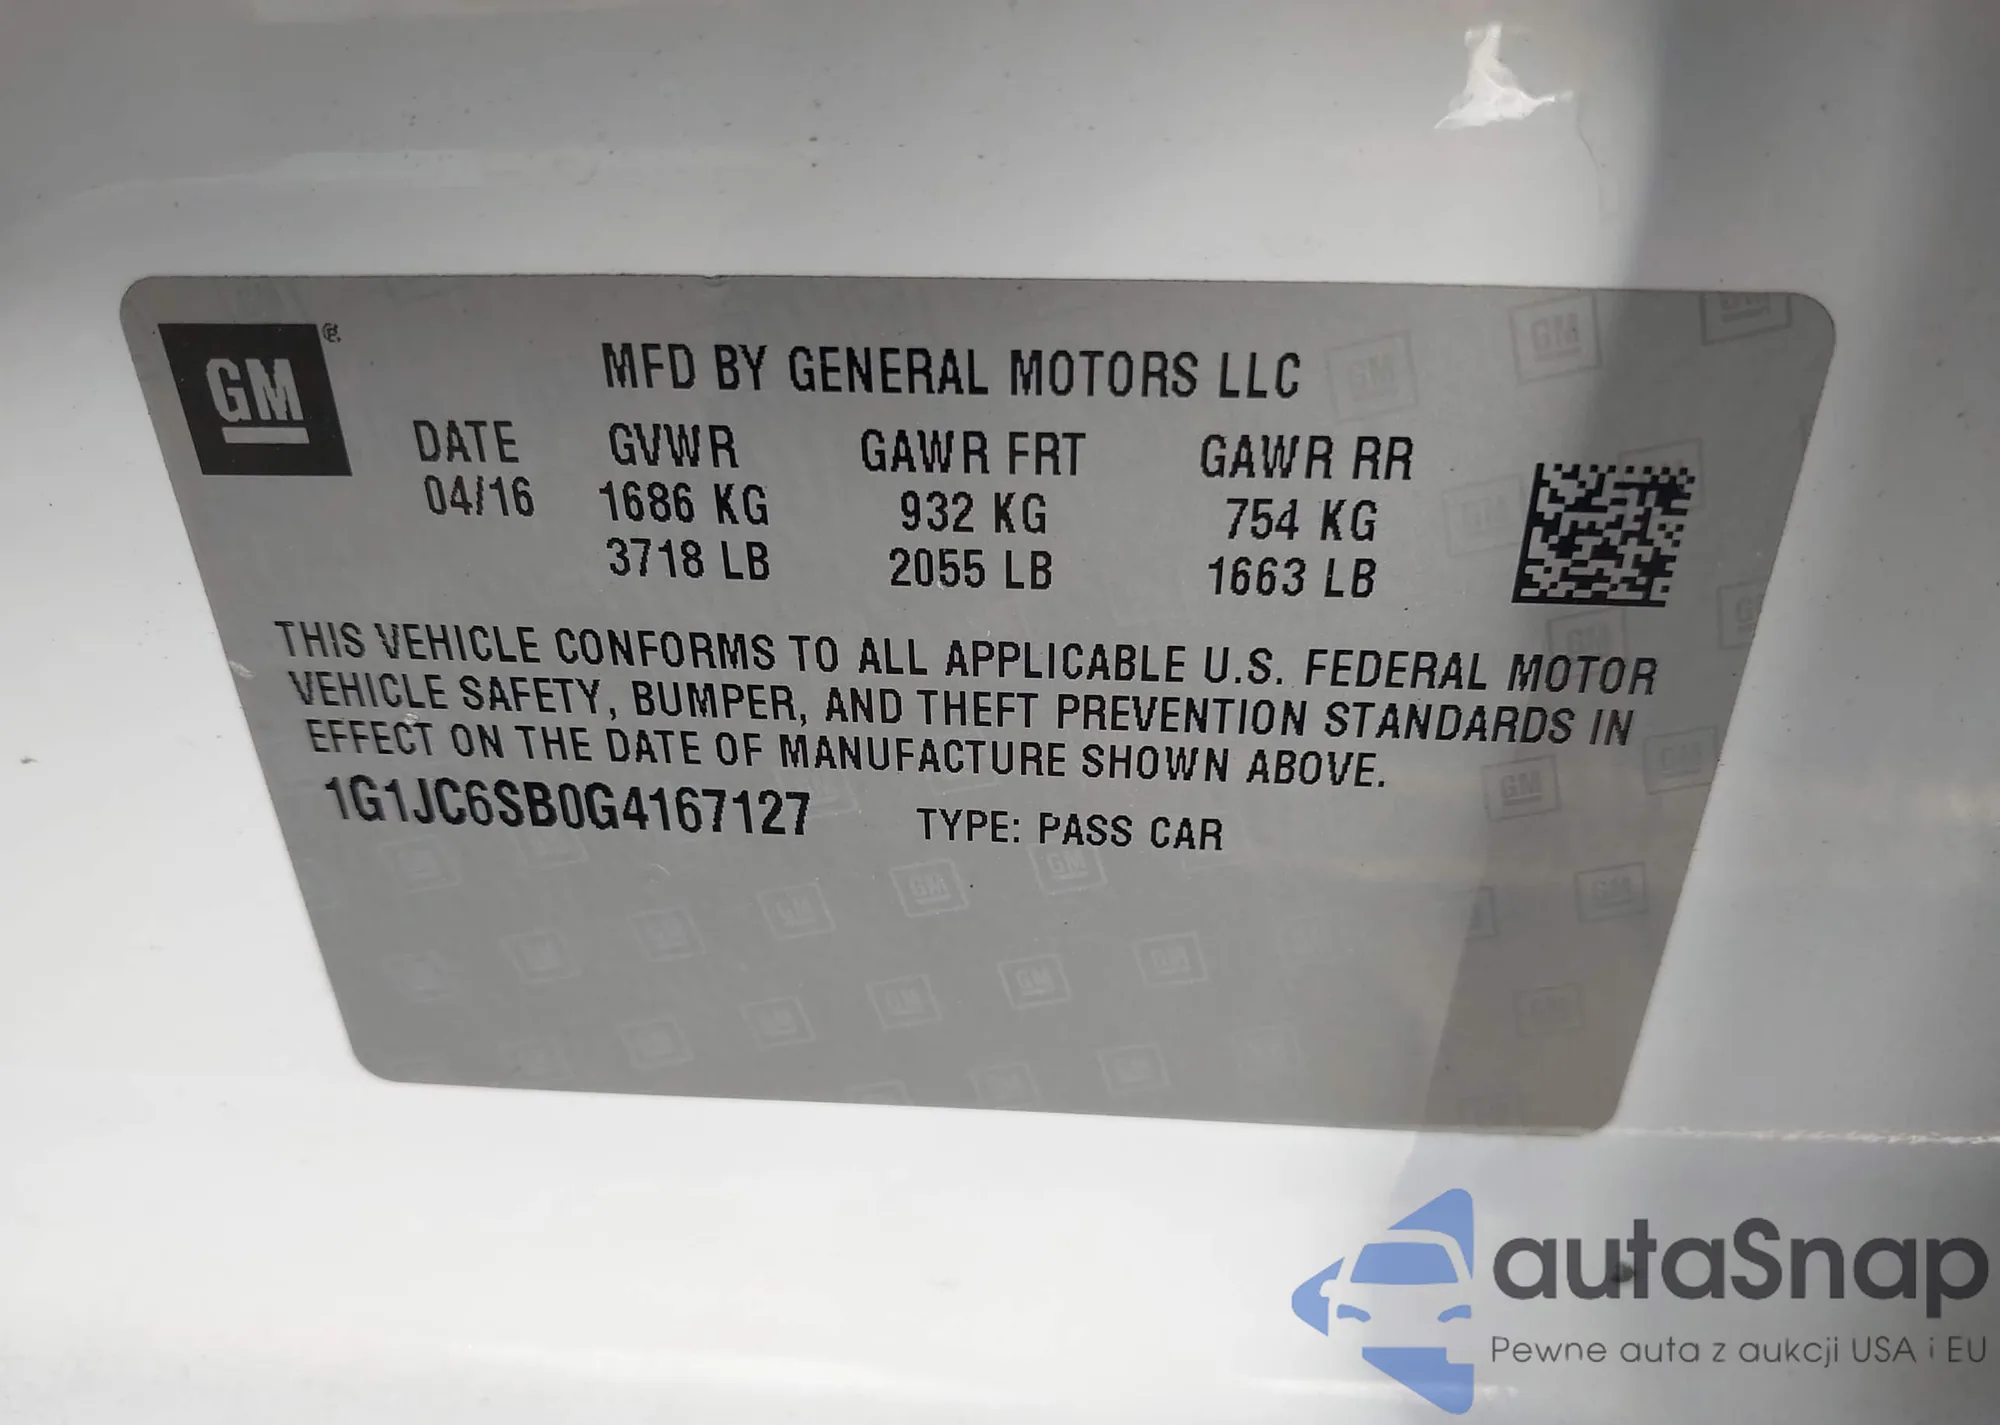 GM
MFD BY GENERAL MOTORS LLC
DATE GVWR GAWR FRT GAWR RR
04/16 1686 KG 932 KG 754 KG
3718 LB 2055 LB 1663 LB
THIS VEHICLE CONFORMS TO ALL APPLICABLE U.S. FEDERAL MOTOR
VEHICLE SAFETY, BUMPER, AND THEFT PREVENTION STANDARDS IN
EFFECT ON THE DATE OF MANUFACTURE SHOWN ABOVE.
1G1JC6SB0G4167127 TYPE: PASS CAR
autaSnap
Pewne auta z aukcji USA i EU